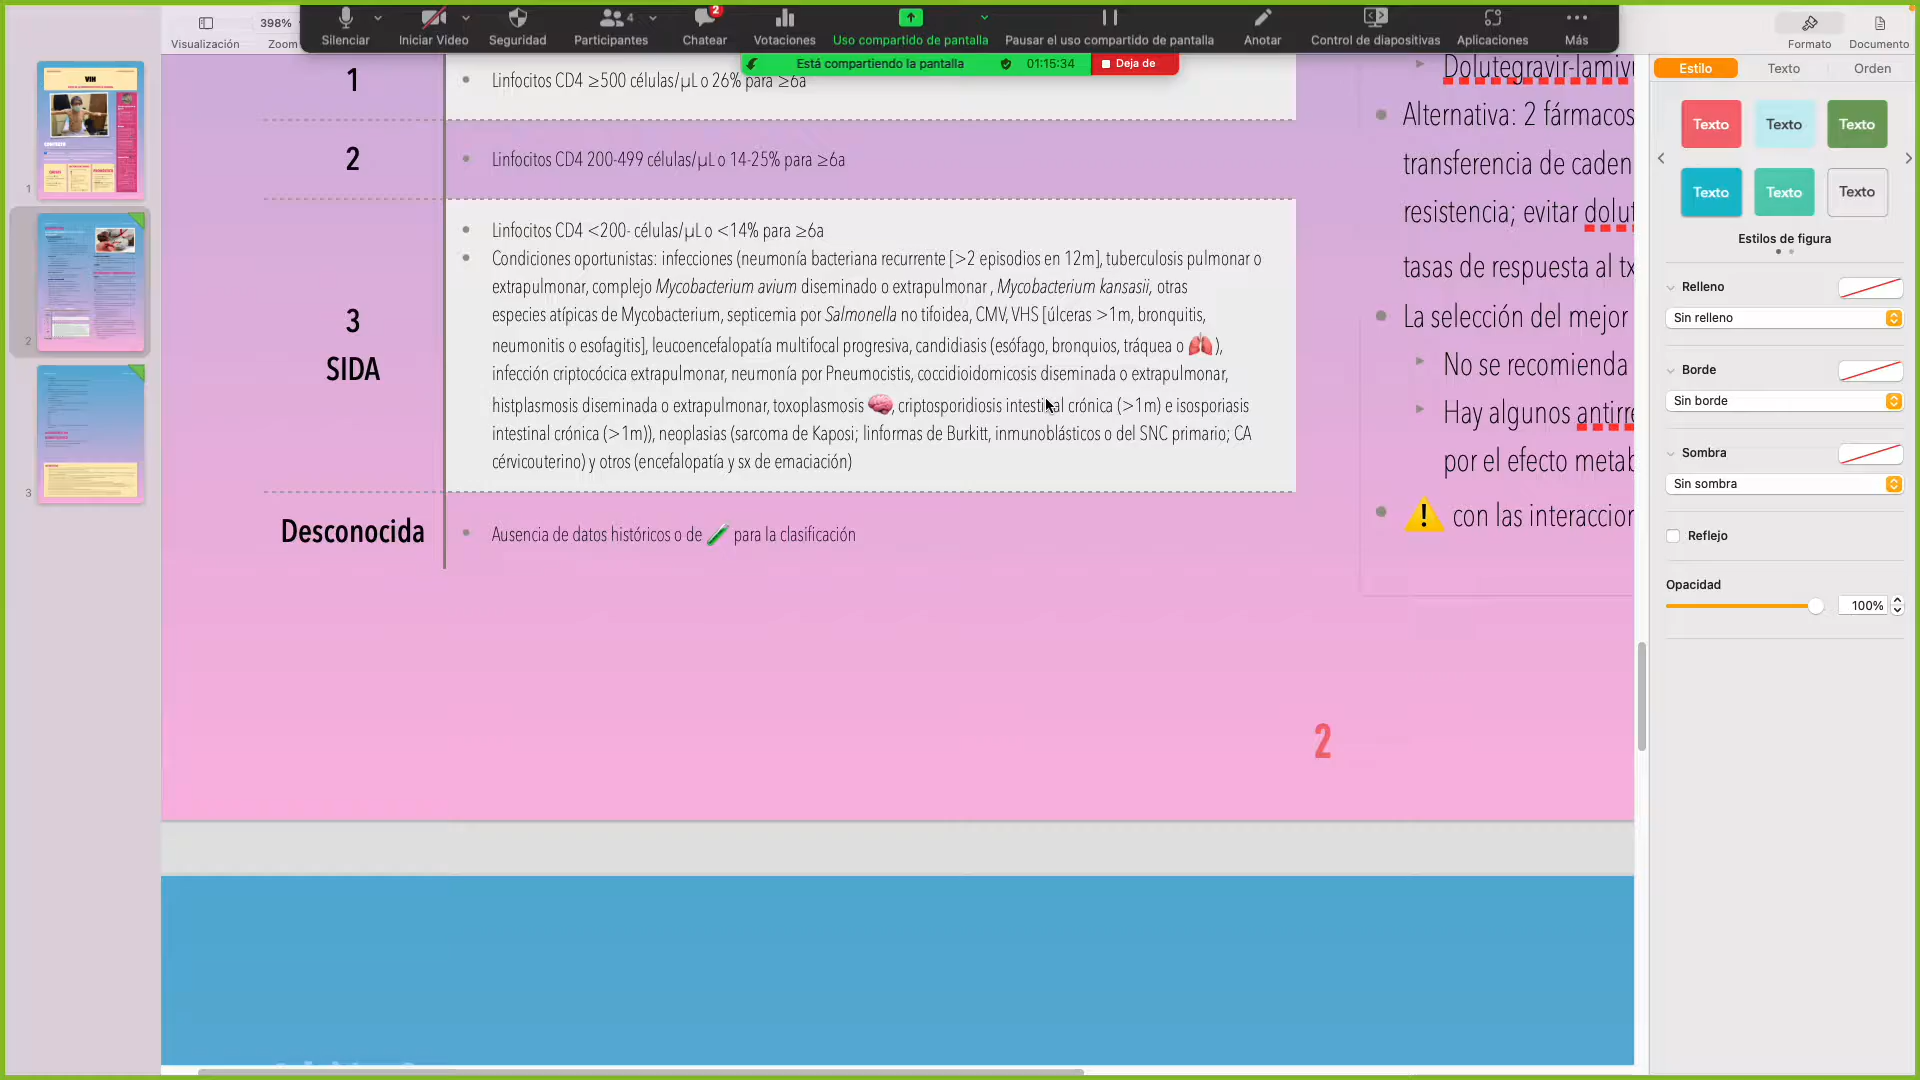 398%
Visualización
Zoom
Silenciar
Iniciar Video
Seguridad
4
Participantes
2
Chatear
Votaciones
Uso compartido de pantalla
Pausar el uso compartido de pantalla
Anotar
Control de diapositivas
Aplicaciones
Más
Formato
Documento
Está compartiendo la pantalla
01:15:34
Deja de
VIH
1
2
3
1
Linfocitos CD4 ≥500 células/μL o 26% para ≥6a
2
Linfocitos CD4 200-499 células/μL o 14-25% para ≥6a
3
SIDA
Linfocitos CD4 <200- células/μL o <14% para ≥6a
Condiciones oportunistas: infecciones (neumonía bacteriana recurrente [>2 episodios en 12m], tuberculosis pulmonar o
extrapulmonar, complejo Mycobacterium avium diseminado o extrapulmonar , Mycobacterium kansasii, otras
especies atípicas de Mycobacterium, septicemia por Salmonella no tifoidea, CMV, VHS [úlceras >1m, bronquitis,
neumonitis o esofagitis], leucoencefalopatía multifocal progresiva, candidiasis (esófago, bronquios, tráquea o 🫁),
infección criptocócica extrapulmonar, neumonía por Pneumocistis, coccidioidomicosis diseminada o extrapulmonar,
histplasmosis diseminada o extrapulmonar, toxoplasmosis 🧠, criptosporidiosis intestinal crónica (>1m) e isosporiasis
intestinal crónica (>1m)), neoplasias (sarcoma de Kaposi; linformas de Burkitt, inmunoblásticos o del SNC primario; CA
cérvicouterino) y otros (encefalopatía y sx de emaciación)
Desconocida
Ausencia de datos históricos o de 🧪 para la clasificación
2
Dolutegravir-lamivu
Alternativa: 2 fármacos
transferencia de caden
resistencia; evitar dolut
tasas de respuesta al tx
La selección del mejor
No se recomienda
Hay algunos antirre
por el efecto metab
⚠️ con las interaccion
Estilo
Texto
Orden
Texto
Texto
Texto
Texto
Texto
Texto
Estilos de figura
Relleno
Sin relleno
Borde
Sin borde
Sombra
Sin sombra
Reflejo
Opacidad
100%